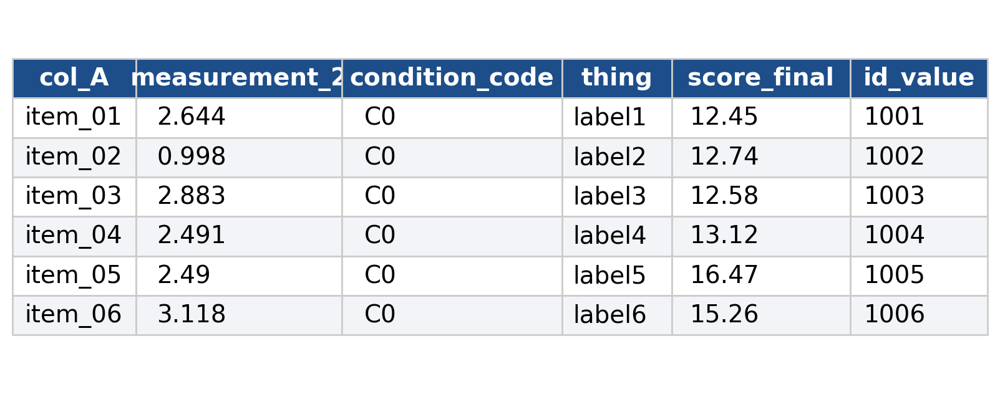 col_A measurement_2 condition_code thing score_final id_value
item_01 2.644 C0 label1 12.45 1001
item_02 0.998 C0 label2 12.74 1002
item_03 2.883 C0 label3 12.58 1003
item_04 2.491 C0 label4 13.12 1004
item_05 2.49 C0 label5 16.47 1005
item_06 3.118 C0 label6 15.26 1006